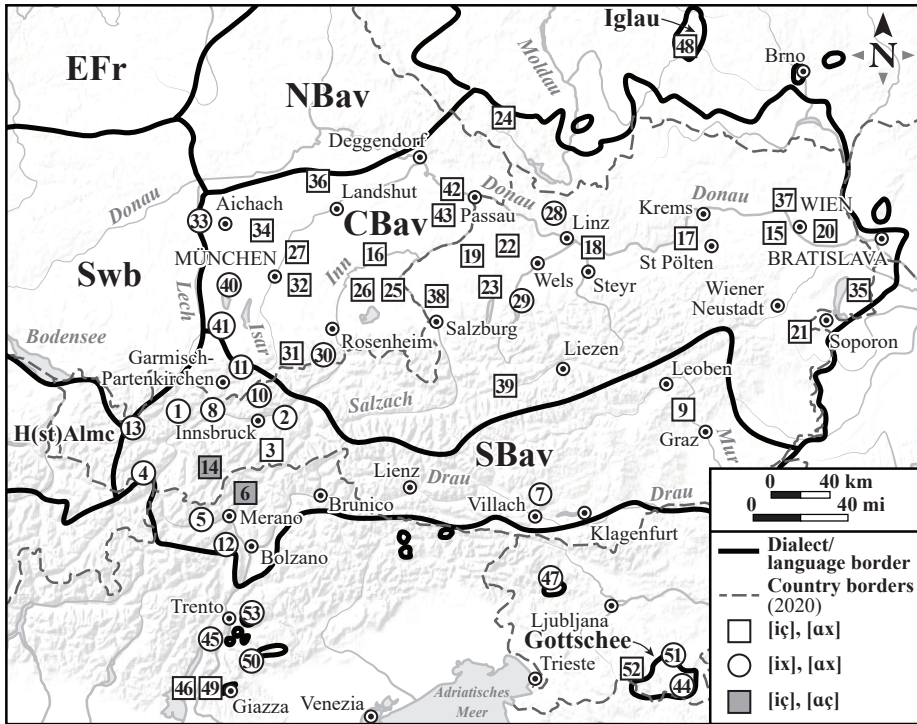 Iglau
48
Brno
N
EFr
NBav
Moldau
24
Deggendorf
36
42
Donau
Aichach
Landshut
Passau
Donau
28
Krems
Donau
37
WIEN
33
34
CBav
43
Linz
15
20
27
Inn
16
19
22
18
17
St Pölten
BRATISLAVA
Swb
MÜNCHEN
32
Wels
Steyr
40
26
25
38
23
29
Wiener
Neustadt
35
Lech
Isar
41
Salzburg
21
Soporon
Bodensee
Rosenheim
Garmisch-
Partenkirchen
11
31
30
Liezen
Leoben
10
39
1
8
2
Salzach
9
H(st)Almc
13
Innsbruck
3
Graz
Mur
4
14
SBav
6
Lienz
Drau
7
Drau
Brunico
Villach
5
Merano
Klagenfurt
12
Bolzano
47
Trento
53
Ljubljana
45
Gottschee
50
51
52
Trieste
44
46
49
Giazza
Venezia
Adriatisches
Meer
0 40 km
0 40 mi
Dialect/
language border
Country borders
(2020)
[iç], [ɑx]
[ix], [ɑx]
[iç], [ɑç]